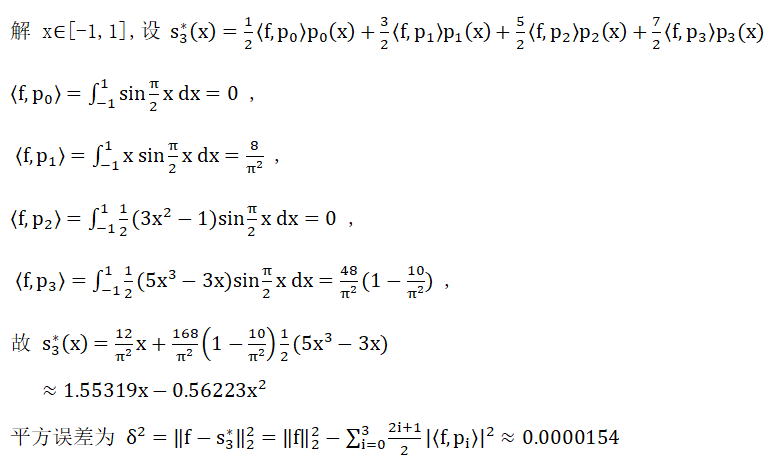 解 x∈[-1, 1], 设 s₃*(x) = 1/2⟨f,p₀⟩p₀(x) + 3/2⟨f,p₁⟩p₁(x) + 5/2⟨f,p₂⟩p₂(x) + 7/2⟨f,p₃⟩p₃(x)
⟨f,p₀⟩ = ∫₋₁¹ sin π/2 x dx = 0 ,
⟨f,p₁⟩ = ∫₋₁¹ x sin π/2 x dx = 8/π² ,
⟨f,p₂⟩ = ∫₋₁¹ 1/2 (3x² − 1)sin π/2 x dx = 0 ,
⟨f,p₃⟩ = ∫₋₁¹ 1/2 (5x³ − 3x)sin π/2 x dx = 48/π² (1 − 10/π²) ,
故 s₃*(x) = 12/π² x + 168/π² (1 − 10/π²) 1/2 (5x³ − 3x)
≈ 1.55319x − 0.56223x²
平方误差为 δ² = ‖f − s₃*‖₂² = ‖f‖₂² − ∑ᵢ₌₀³ (2i+1)/2 |⟨f,pᵢ⟩|² ≈ 0.0000154